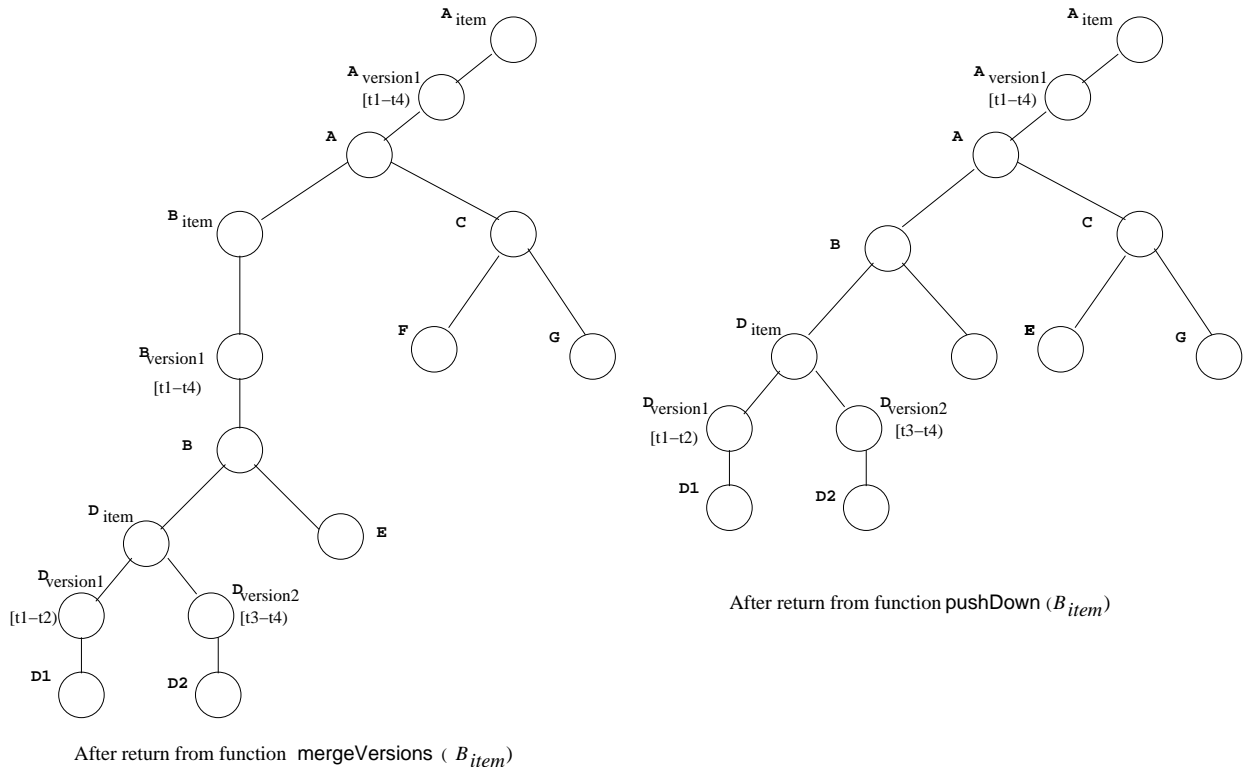 A item
A version1
[t1–t4)
A
B item
C
F
G
B version1
[t1–t4)
B
D item
E
D version1
[t1–t2)
D version2
[t3–t4)
D1
D2
After return from function mergeVersions ( B item)
A item
A version1
[t1–t4)
A
B
C
D item
E
G
D version1
[t1–t2)
D version2
[t3–t4)
D1
D2
After return from function pushDown (B item)